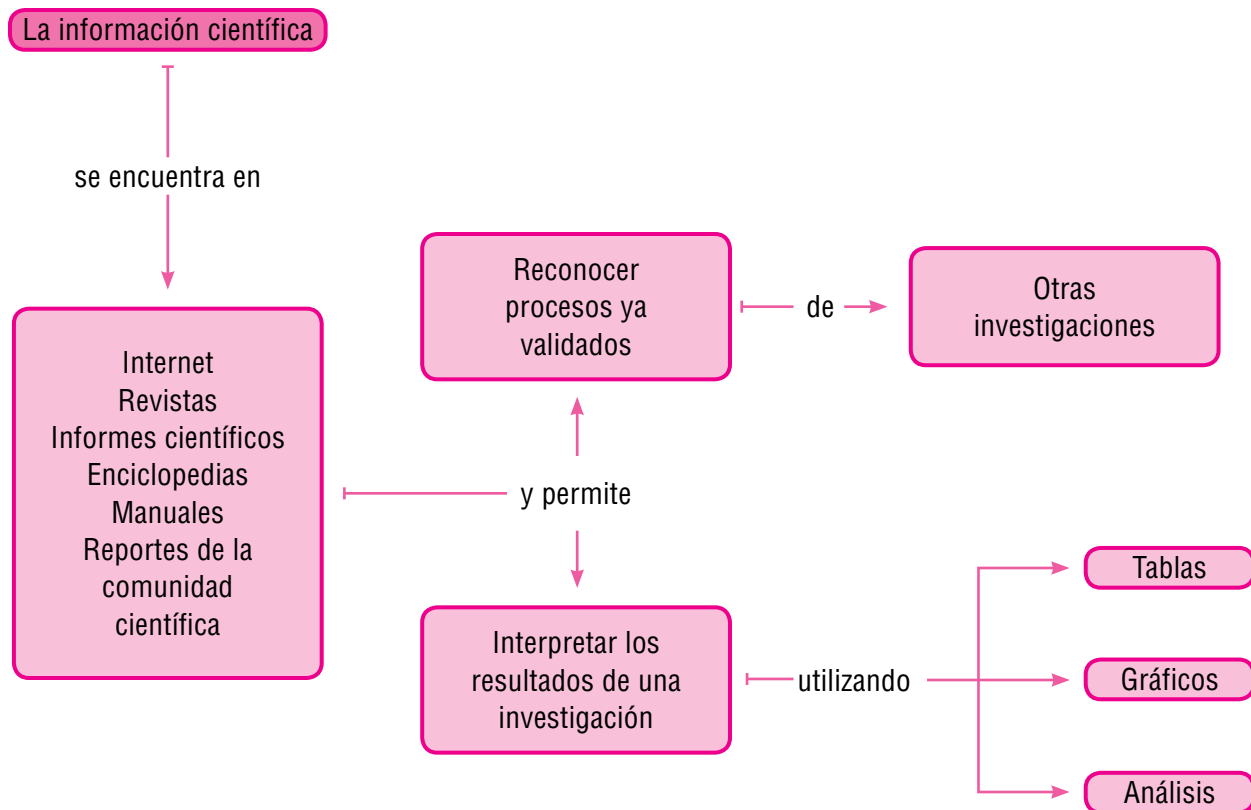 La información científica
se encuentra en
Internet
Revistas
Informes científicos
Enciclopedias
Manuales
Reportes de la
comunidad
científica
y permite
Reconocer
procesos ya
validados
de
Otras
investigaciones
Interpretar los
resultados de una
investigación
utilizando
Tablas
Gráficos
Análisis